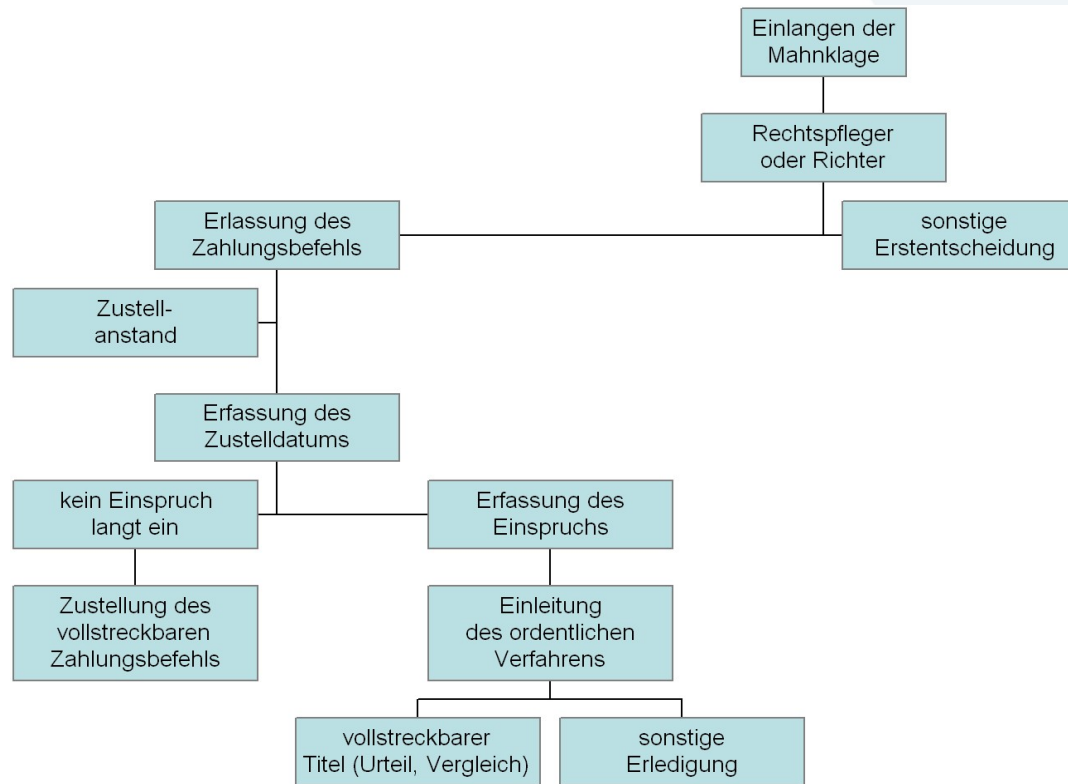 Einlangen der
Mahnklage
Rechtspfleger
oder Richter
Erlassung des
Zahlungsbefehls
sonstige
Erstentscheidung
Zustell-
anstand
Erfassung des
Zustelldatums
kein Einspruch
langt ein
Erfassung des
Einspruchs
Zustellung des
vollstreckbaren
Zahlungsbefehls
Einleitung
des ordentlichen
Verfahrens
vollstreckbarer
Titel (Urteil, Vergleich)
sonstige
Erledigung